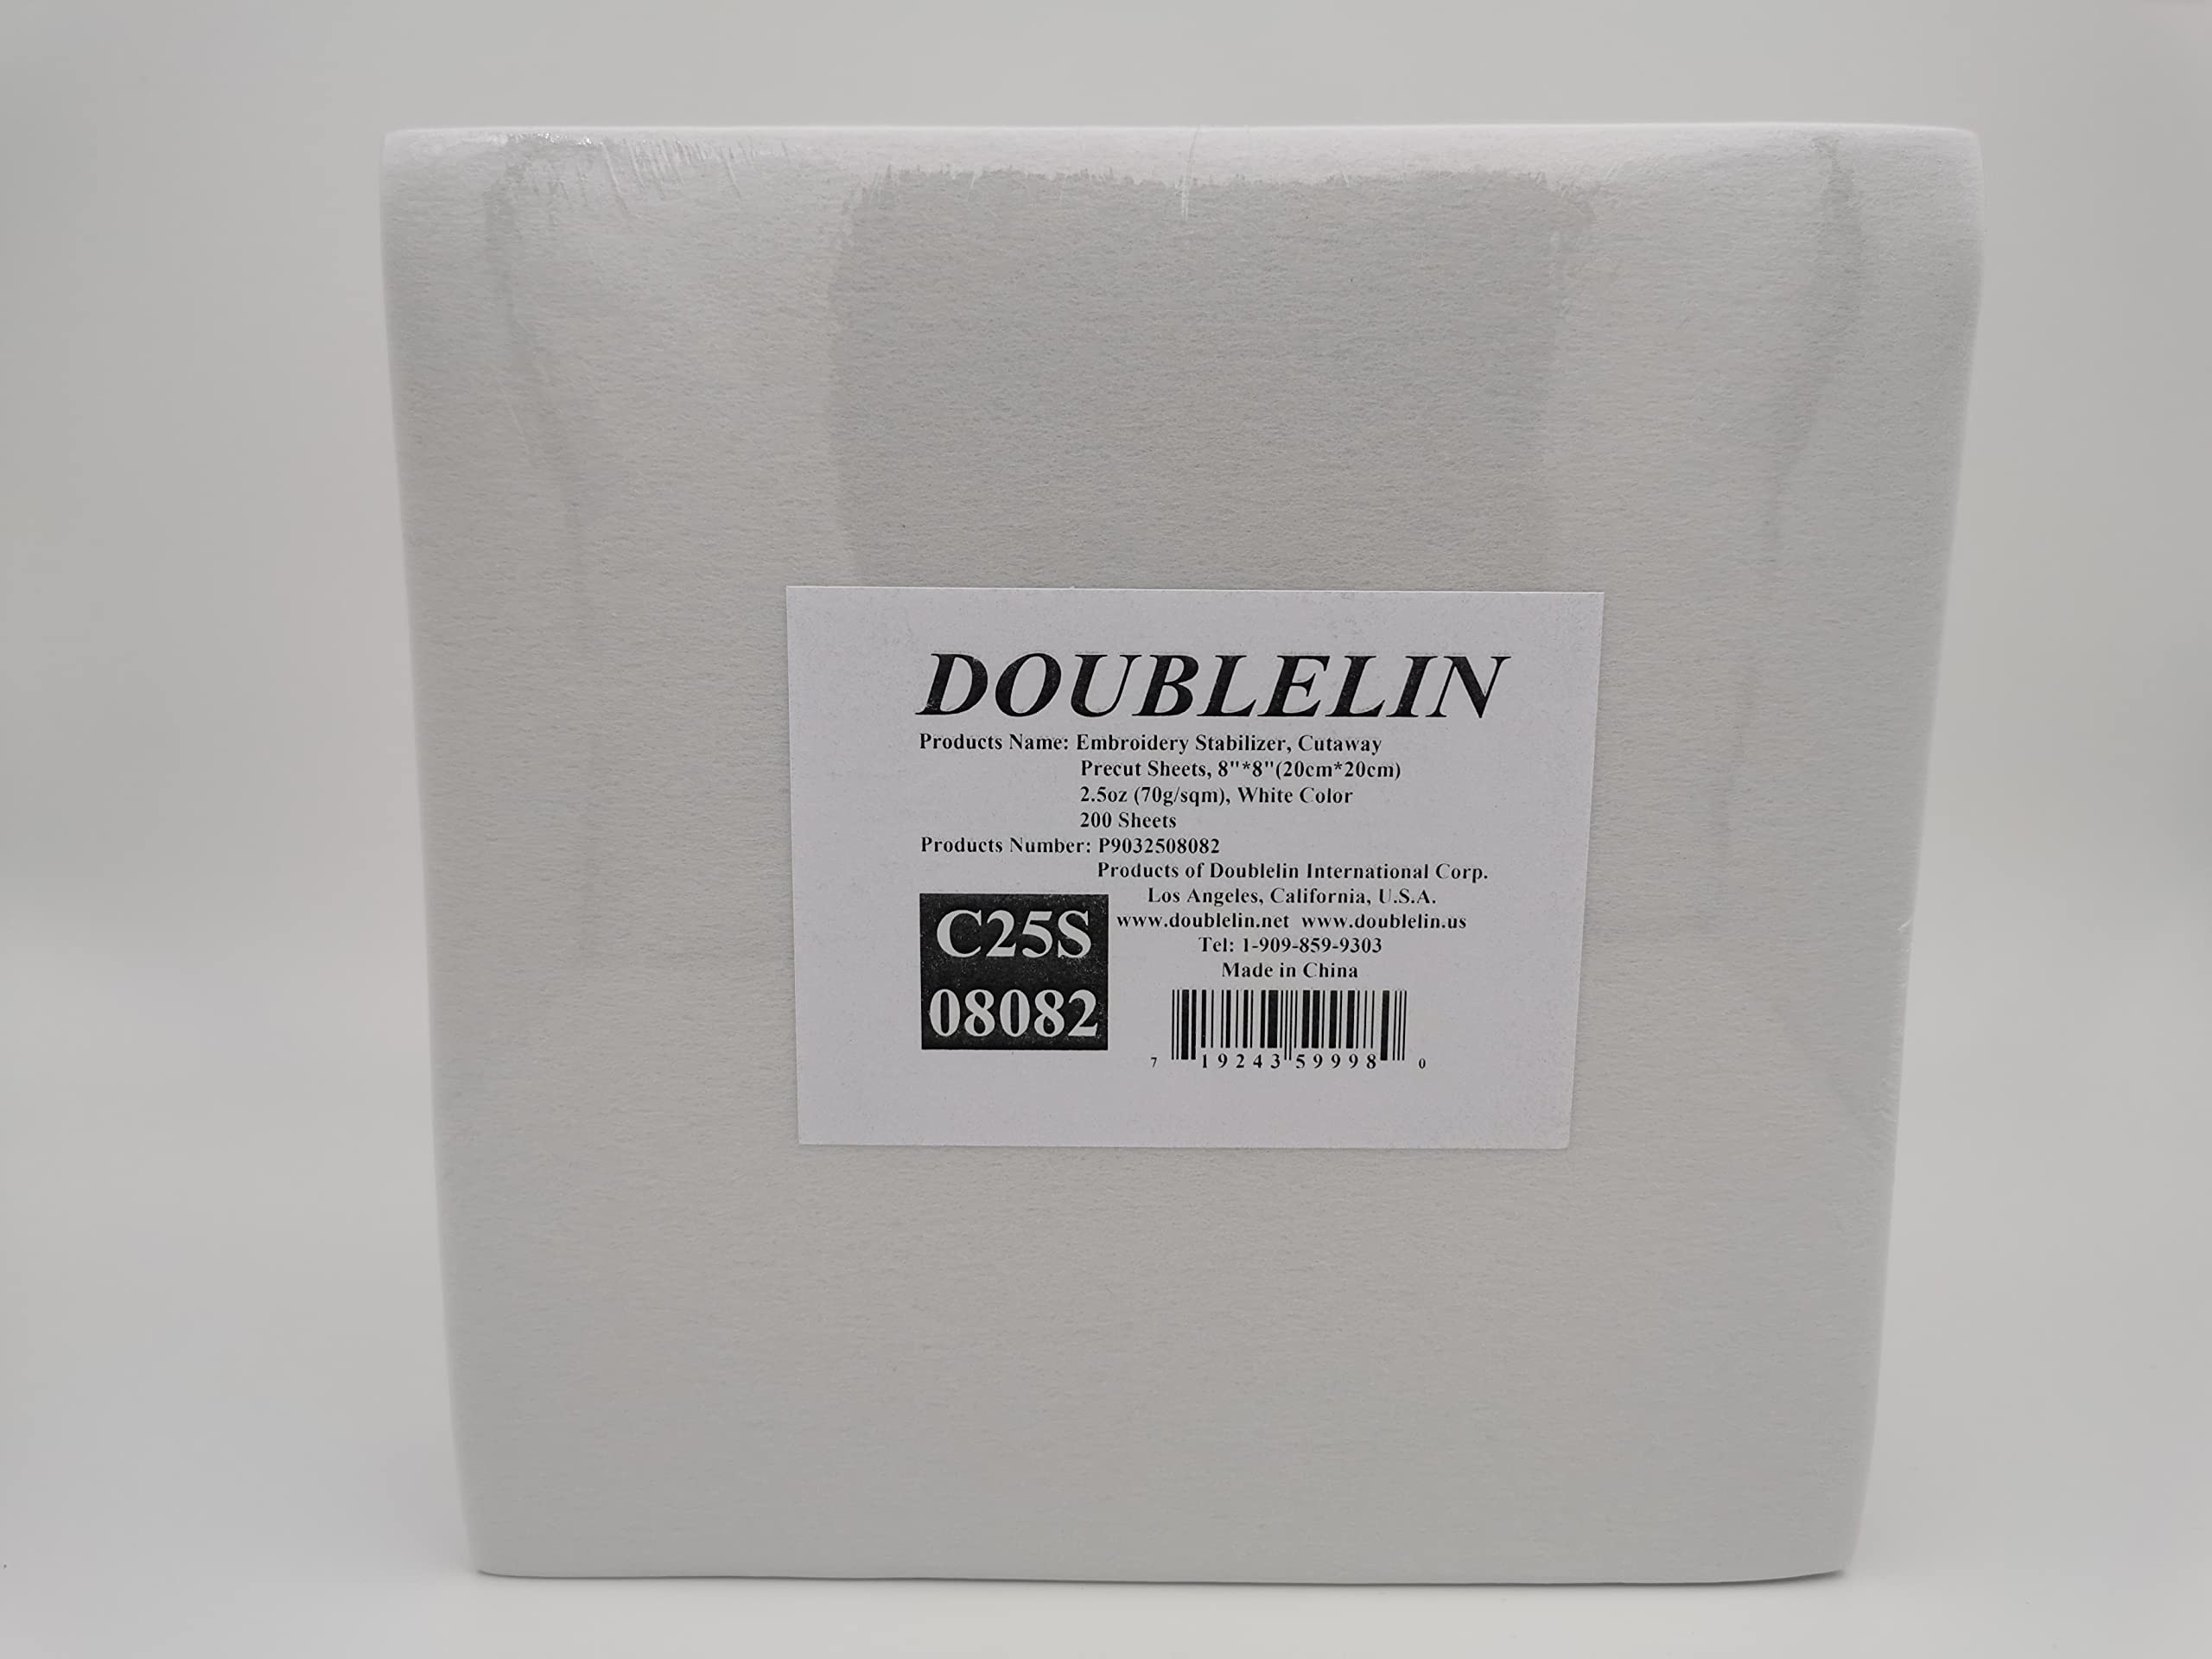 DOUBLELIN
Products Name: Embroidery Stabilizer, Cutaway
Precut Sheets, 8"*8"(20cm*20cm)
2.5oz (70g/sqm), White Color
200 Sheets
Products Number: P9032508082
Products of Doublelin International Corp.
Los Angeles, California, U.S.A.
www.doublelin.net www.doublelin.us
Tel: 1-909-859-9303
Made in China
C25S
08082
7 19243 59998 0